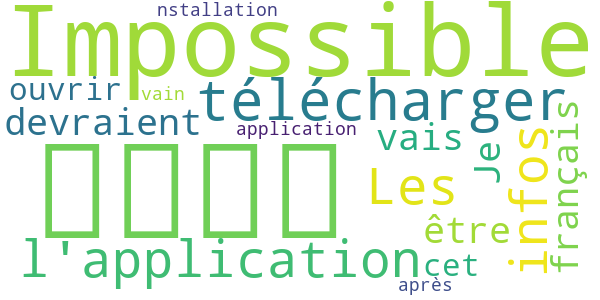 nstallation
Impossible
ouvrir
vain
télécharger
devraient
application
vais
Je
infos
français
Les
être
l'application
cet
après